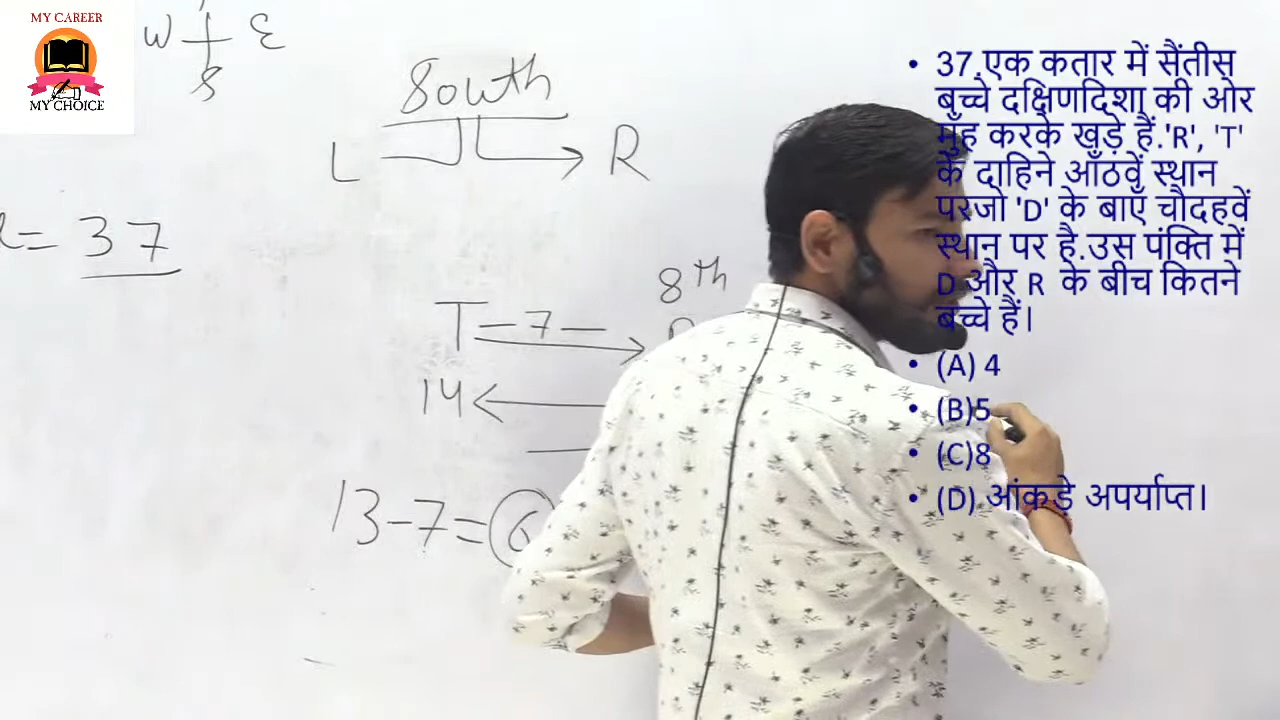 MY CAREER
MY CHOICE
W E
S
South
L R
= 37
8th
T - 7 -
14
13-7=6
• 37.एक कतार में सैंतीस
बच्चे दक्षिणदिशा की ओर
मुँह करके खड़े हैं.'R', 'T'
के दाहिने आँठवें स्थान
परजो 'D' के बाएँ चौदहवें
स्थान पर है.उस पंक्ति में
D और R के बीच कितने
बच्चे हैं।
• (A) 4
• (B)5
• (C)8
• (D) आंकड़े अपर्याप्त।